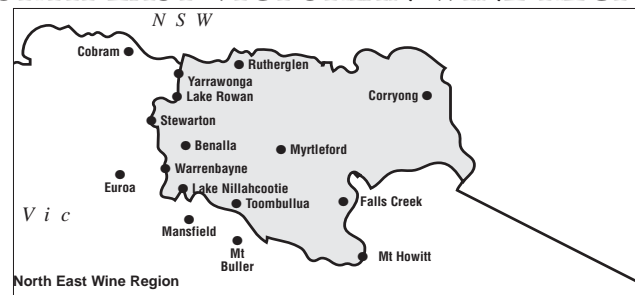 N S W
Cobram
Rutherglen
Yarrawonga
Lake Rowan
Corryong
Stewarton
Benalla
Myrtleford
Warrenbayne
Euroa
Lake Nillahcootie
Toombullua
Falls Creek
Vic
Mansfield
Mt
Buller
Mt Howitt
North East Wine Region